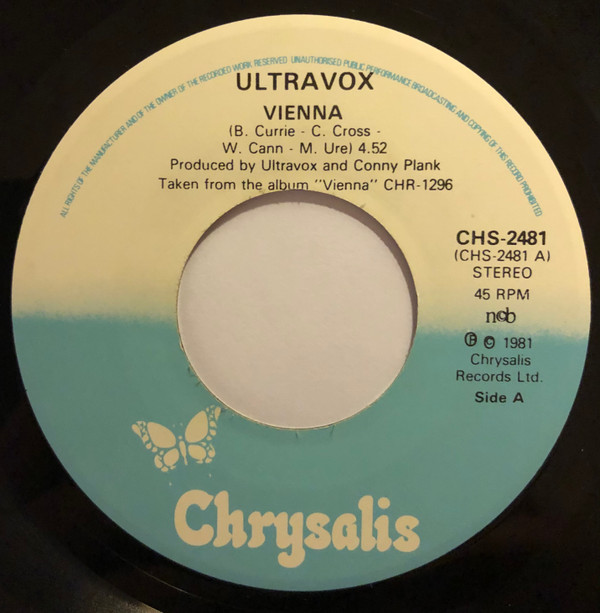 ALL RIGHTS OF THE MANUFACTURER AND OF THE OWNER OF THE RECORDED WORK RESERVED UNAUTHORISED PUBLIC PERFORMANCE BROADCASTING AND COPYING OF THIS RECORD PROHIBITED
ULTRAVOX
VIENNA
(B. Currie - C. Cross -
W. Cann - M. Ure) 4.52
Produced by Ultravox and Conny Plank
Taken from the album "Vienna" CHR-1296
CHS-2481
(CHS-2481 A)
STEREO
45 RPM
ncb
℗ © 1981
Chrysalis
Records Ltd.
Side A
Chrysalis